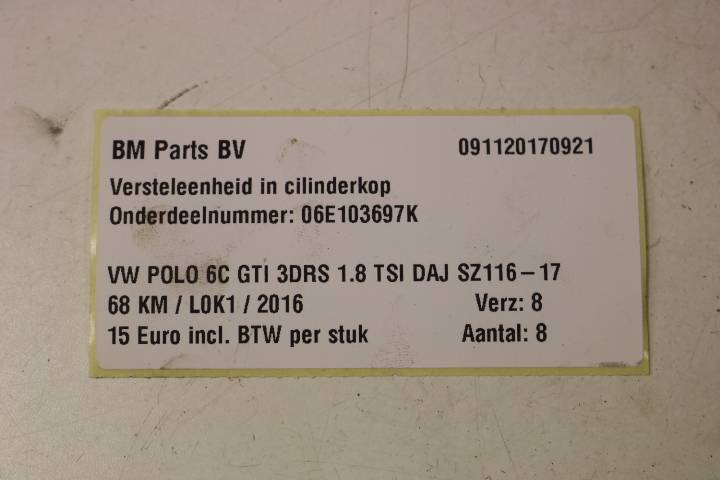 BM Parts BV 091120170921
Versteleenheid in cilinderkop
Onderdeelnummer: 06E103697K
VW POLO 6C GTI 3DRS 1.8 TSI DAJ SZ116-17
68 KM / L0K1 / 2016 Verz: 8
15 Euro incl. BTW per stuk Aantal: 8